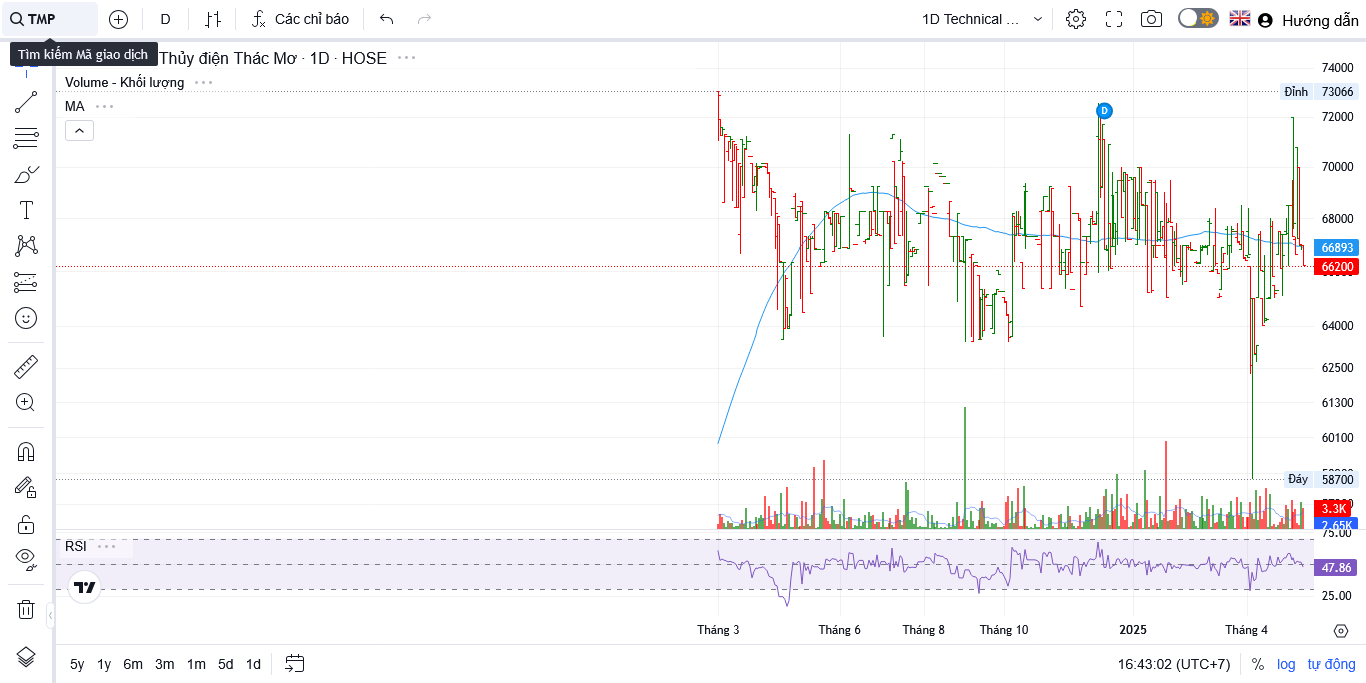 TMP
D
Các chỉ báo
1D Technical ...
Hướng dẫn
Tìm kiếm Mã giao dịch
Thủy điện Thác Mơ · 1D · HOSE
Volume - Khối lượng
MA
74000
Đỉnh 73066
72000
D
70000
68000
66893
66200
64000
62500
61300
60100
Đáy 58700
3.3K
2.65K
75.00
RSI
47.86
25.00
Tháng 3 Tháng 6 Tháng 8 Tháng 10 2025 Tháng 4
5y 1y 6m 3m 1m 5d 1d
16:43:02 (UTC+7) % log tự động